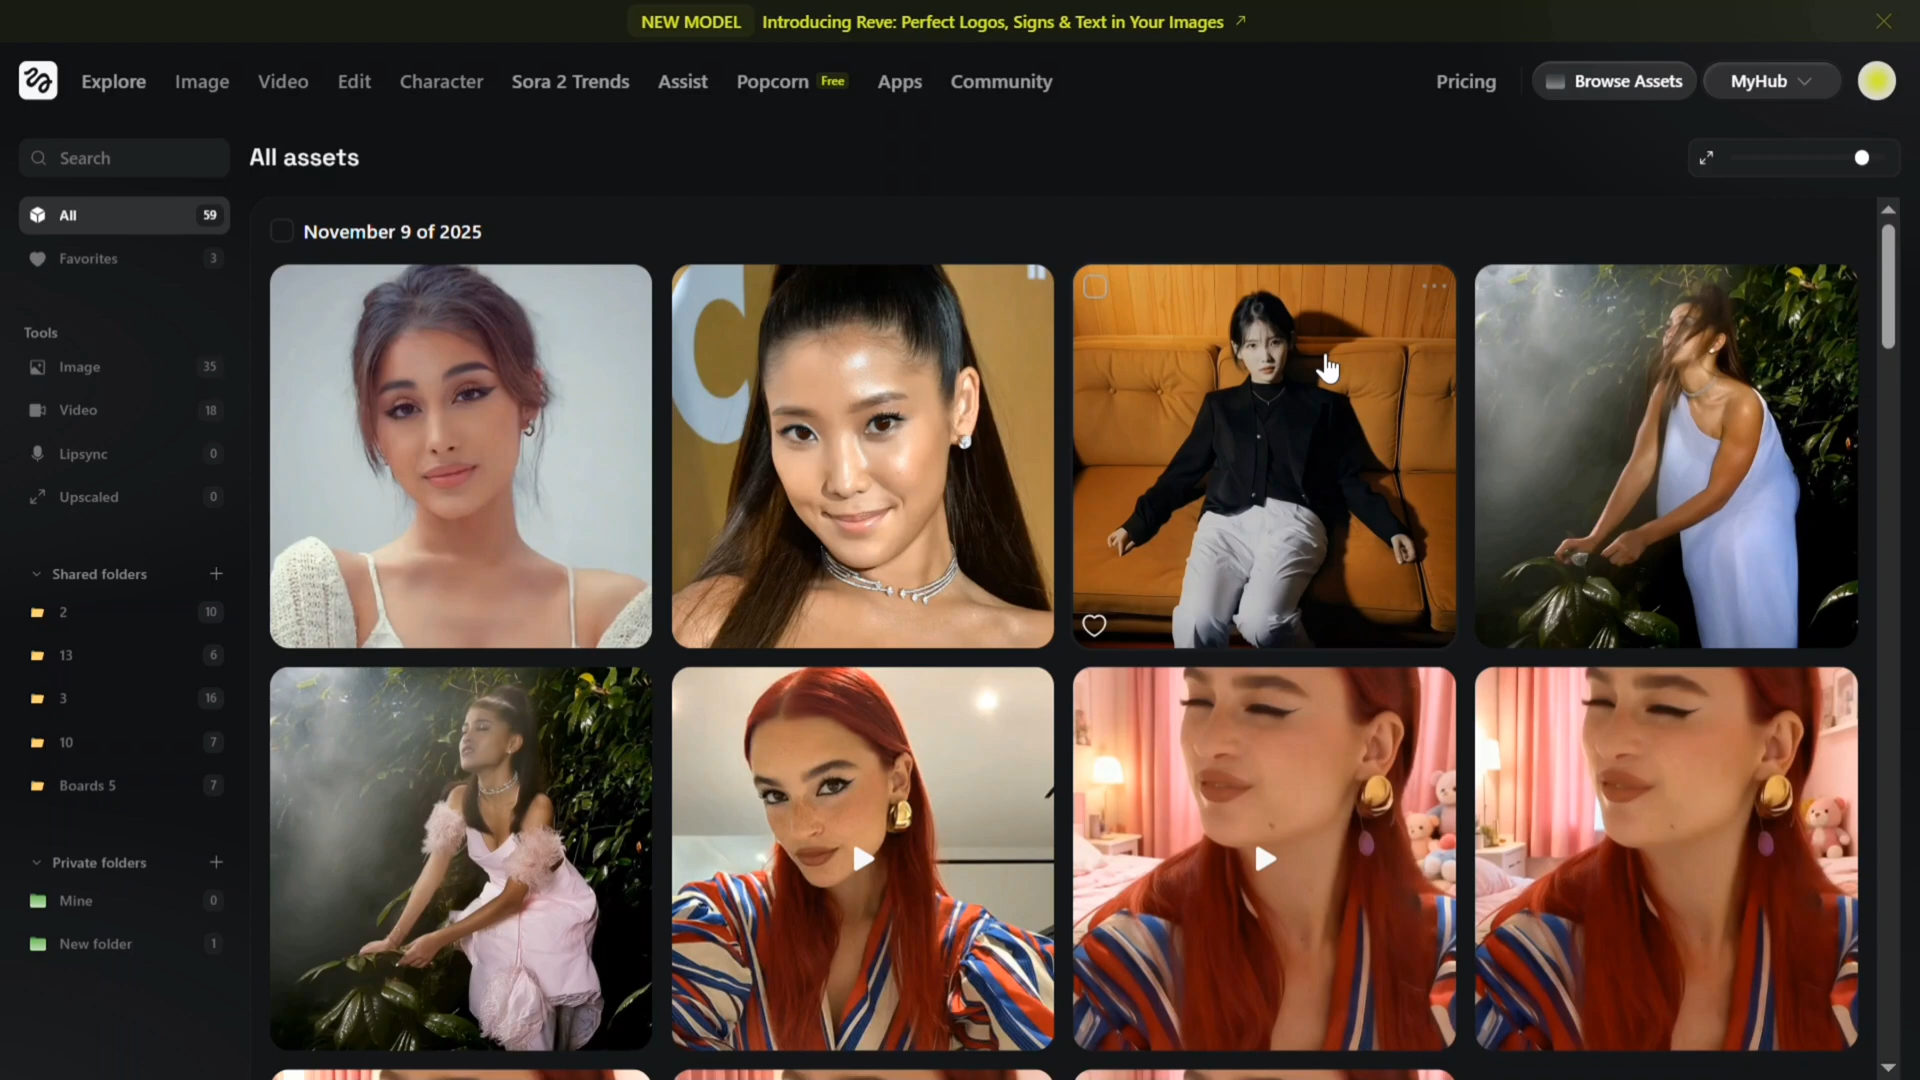 NEW MODEL Introducing Reve: Perfect Logos, Signs & Text in Your Images
Explore Image Video Edit Character Sora 2 Trends Assist Popcorn Free Apps Community Pricing Browse Assets MyHub
Search
All assets
All 59
Favorites 3
November 9 of 2025
Tools
Image 35
Video 18
Lipsync 0
Upscaled 0
Shared folders
2 10
13 6
3 16
10 7
Boards 5 7
Private folders
Mine 0
New folder 1
C